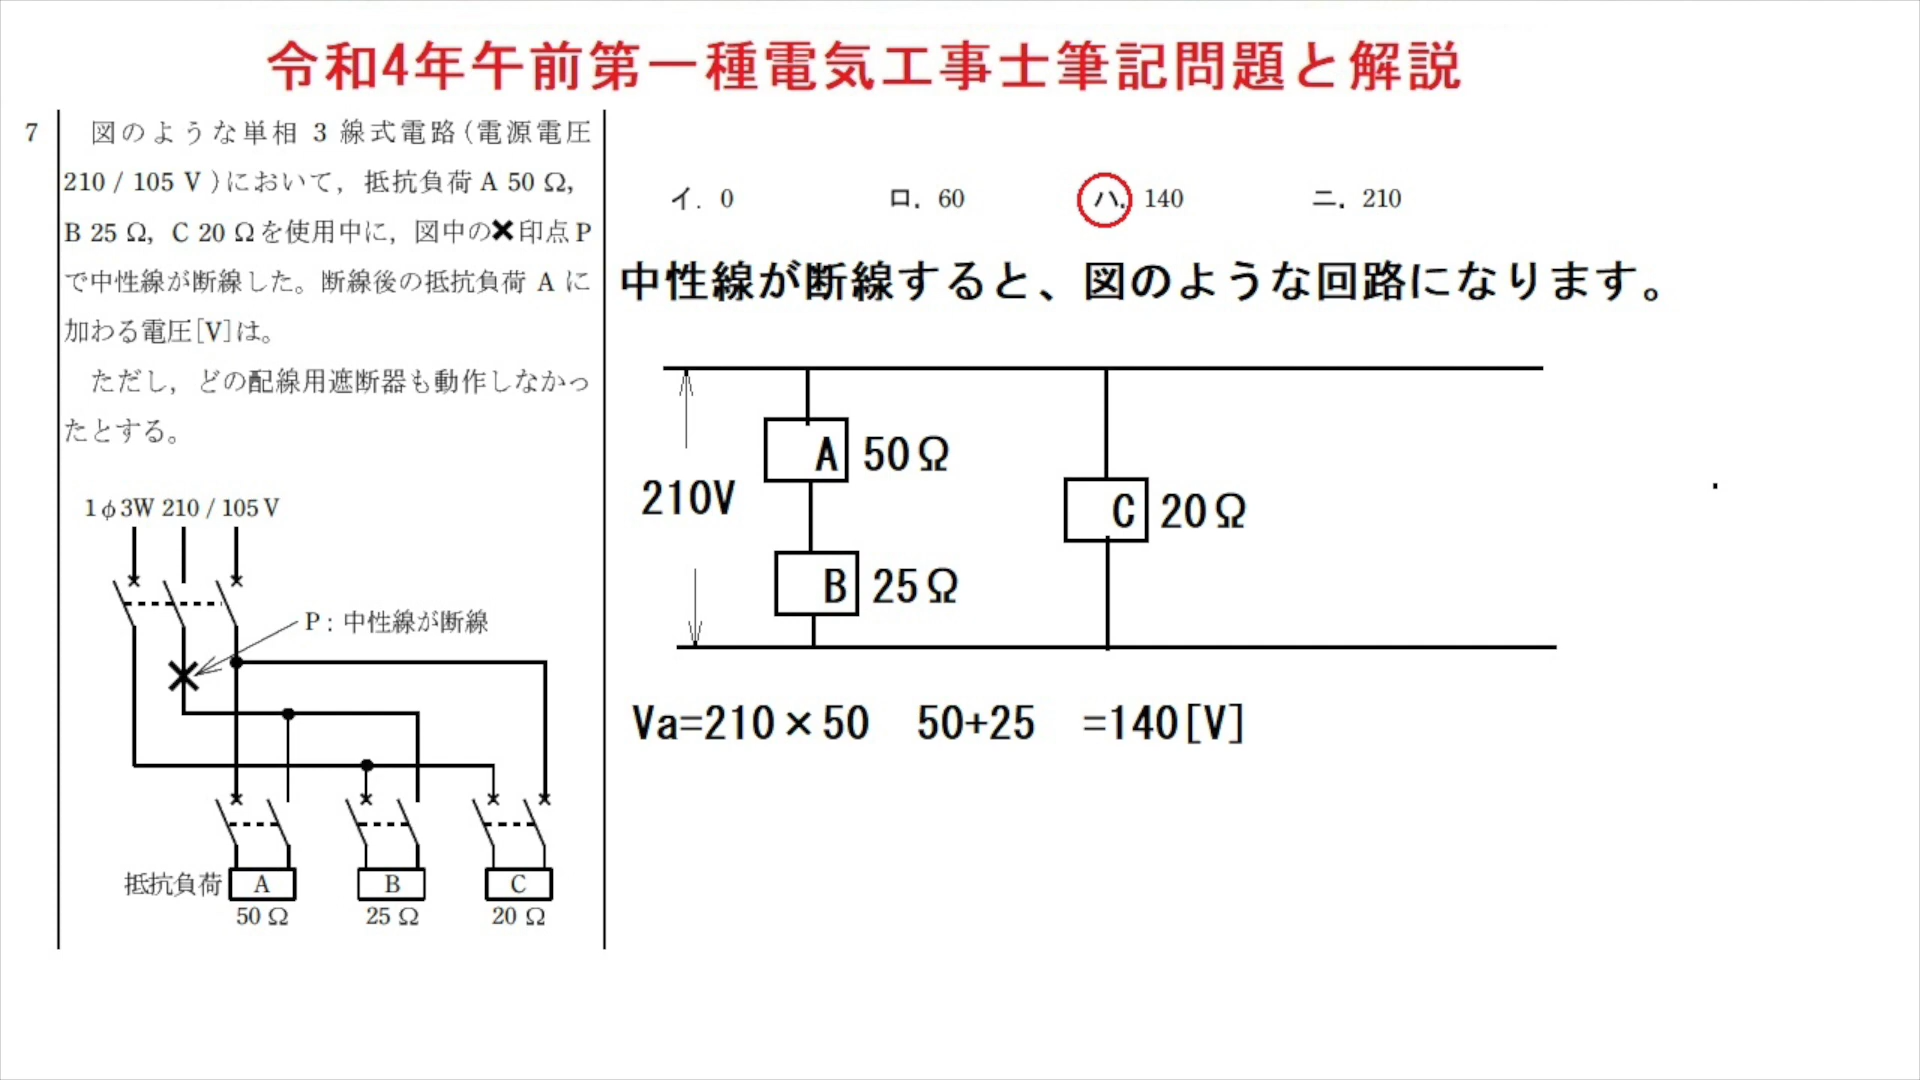 令和4年午前第一種電気工事士筆記問題と解説
7 図のような単相 3 線式電路(電源電圧
210 / 105 V )において，抵抗負荷 A 50 Ω，
B 25 Ω，C 20 Ω を使用中に，図中の✖印点 P
で中性線が断線した。断線後の抵抗負荷 A に
加わる電圧[V]は。
ただし，どの配線用遮断器も動作しなかっ
たとする。
1φ3W 210 / 105 V
P : 中性線が断線
抵抗負荷 A B C
50 Ω 25 Ω 20 Ω
イ．0 ロ．60 ハ．140 ニ．210
中性線が断線すると、図のような回路になります。
A 50Ω
210V
C 20Ω
B 25Ω
Va=210×50 50+25 =140[V]